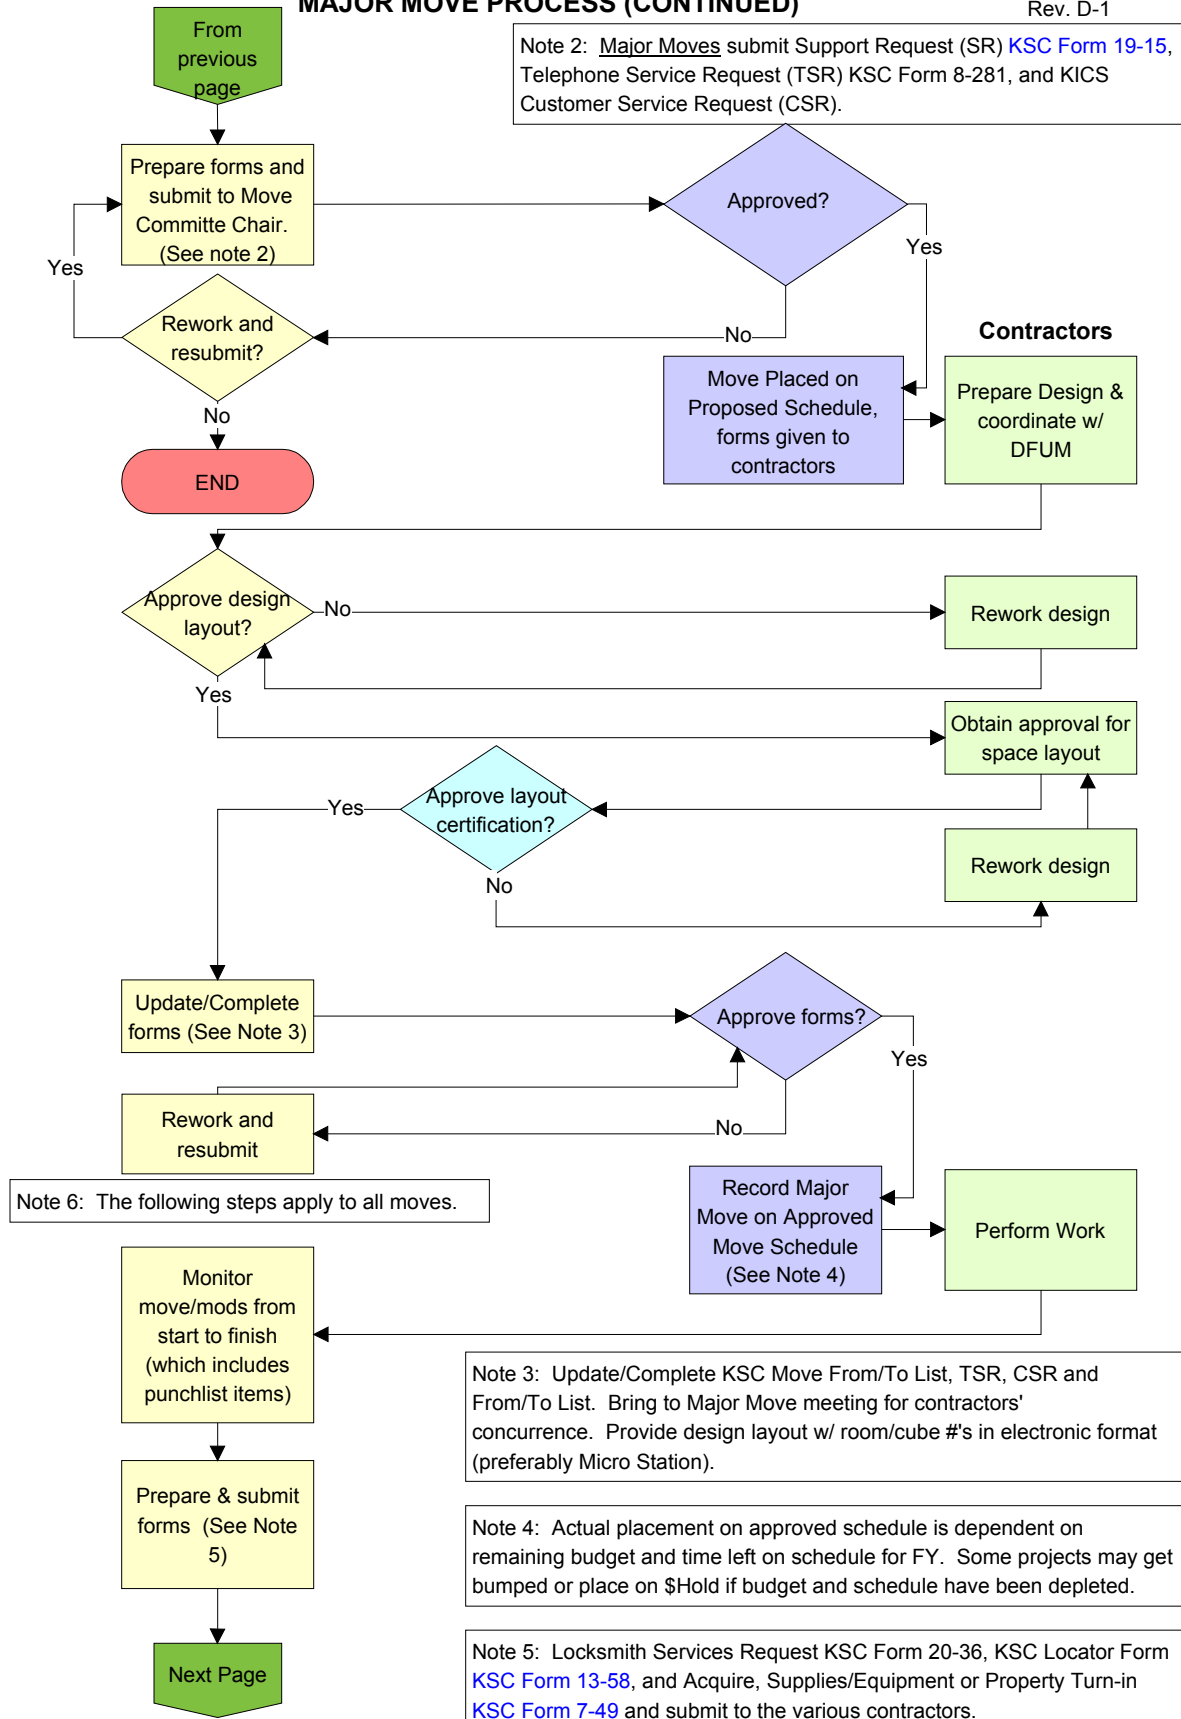 MAJOR MOVE PROCESS (CONTINUED)
Rev. D-1
From
previous
page
Note 2: Major Moves submit Support Request (SR) KSC Form 19-15,
Telephone Service Request (TSR) KSC Form 8-281, and KICS
Customer Service Request (CSR).
Prepare forms and
submit to Move
Committe Chair.
(See note 2)
Approved?
Yes
Yes
Rework and
resubmit?
No
Contractors
Move Placed on
Proposed Schedule,
forms given to
contractors
Prepare Design &
coordinate w/
DFUM
No
END
Approve design
layout?
No
Rework design
Yes
Obtain approval for
space layout
Approve layout
certification?
Yes
Rework design
No
Update/Complete
forms (See Note 3)
Approve forms?
Yes
Rework and
resubmit
No
Note 6: The following steps apply to all moves.
Record Major
Move on Approved
Move Schedule
(See Note 4)
Perform Work
Monitor
move/mods from
start to finish
(which includes
punchlist items)
Note 3: Update/Complete KSC Move From/To List, TSR, CSR and
From/To List. Bring to Major Move meeting for contractors'
concurrence. Provide design layout w/ room/cube #'s in electronic format
(preferably Micro Station).
Prepare & submit
forms (See Note
5)
Note 4: Actual placement on approved schedule is dependent on
remaining budget and time left on schedule for FY. Some projects may get
bumped or place on $Hold if budget and schedule have been depleted.
Next Page
Note 5: Locksmith Services Request KSC Form 20-36, KSC Locator Form
KSC Form 13-58, and Acquire, Supplies/Equipment or Property Turn-in
KSC Form 7-49 and submit to the various contractors.